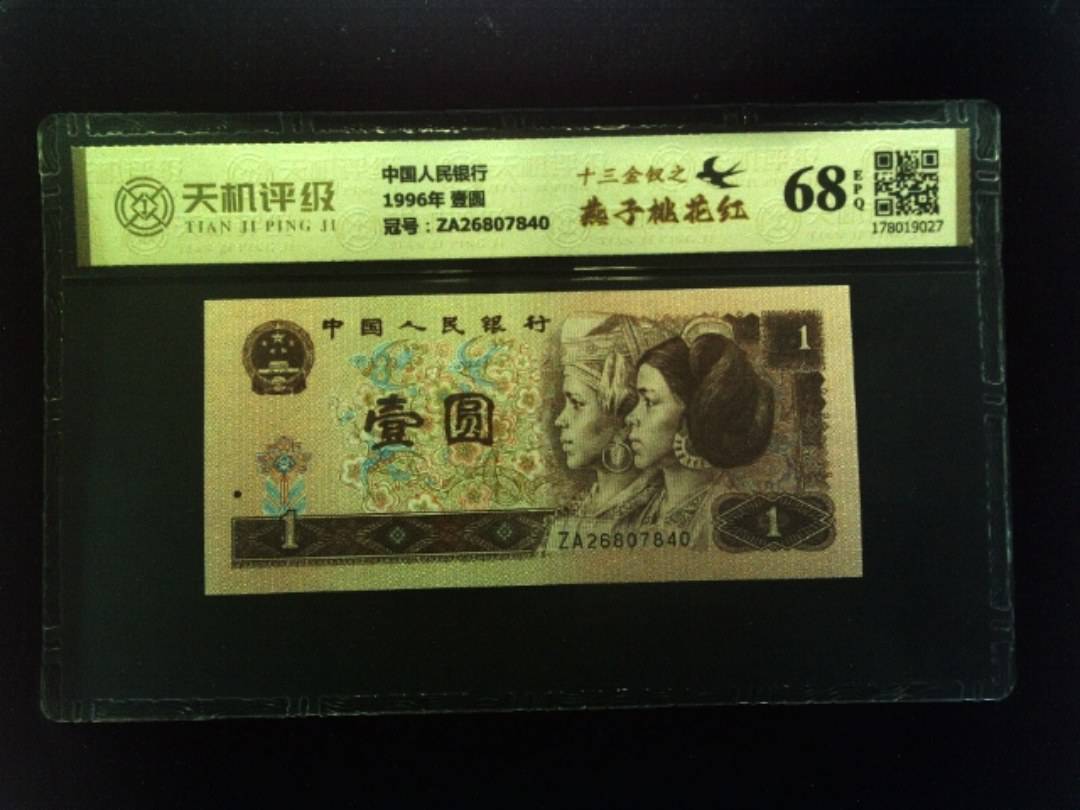 天机评级
TIAN JI PING JI
中国人民银行
1996年 壹圆
冠号：ZA26807840
十三金钗之
燕子桃花红
68
EPQ
178019027
中国人民银行
1
壹圆
1
ZA26807840
1